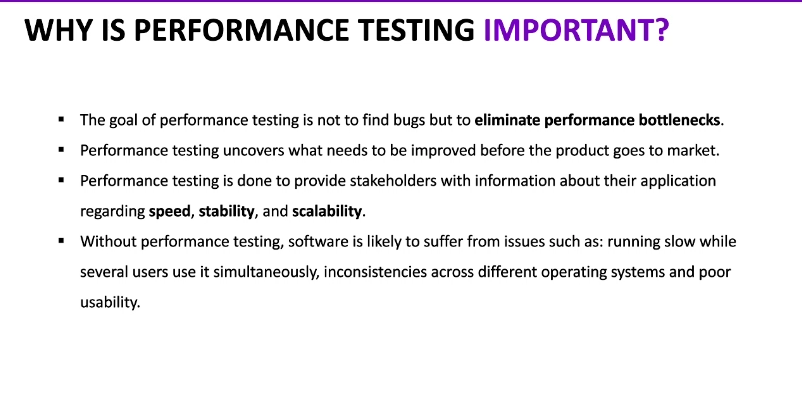 WHY IS PERFORMANCE TESTING IMPORTANT?
▪ The goal of performance testing is not to find bugs but to eliminate performance bottlenecks.
▪ Performance testing uncovers what needs to be improved before the product goes to market.
▪ Performance testing is done to provide stakeholders with information about their application
regarding speed, stability, and scalability.
▪ Without performance testing, software is likely to suffer from issues such as: running slow while
several users use it simultaneously, inconsistencies across different operating systems and poor
usability.